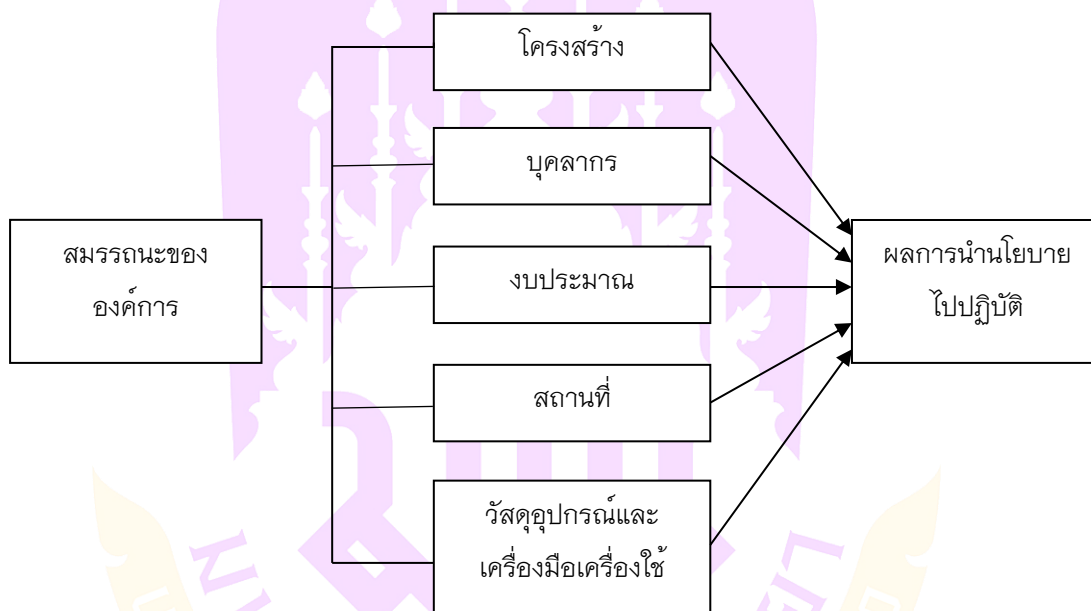 โครงสร้าง
บุคลากร
สมรรถนะของ
องค์การ
งบประมาณ
ผลการนำนโยบาย
ไปปฏิบัติ
สถานที่
วัสดุอุปกรณ์และ
เครื่องมือเครื่องใช้